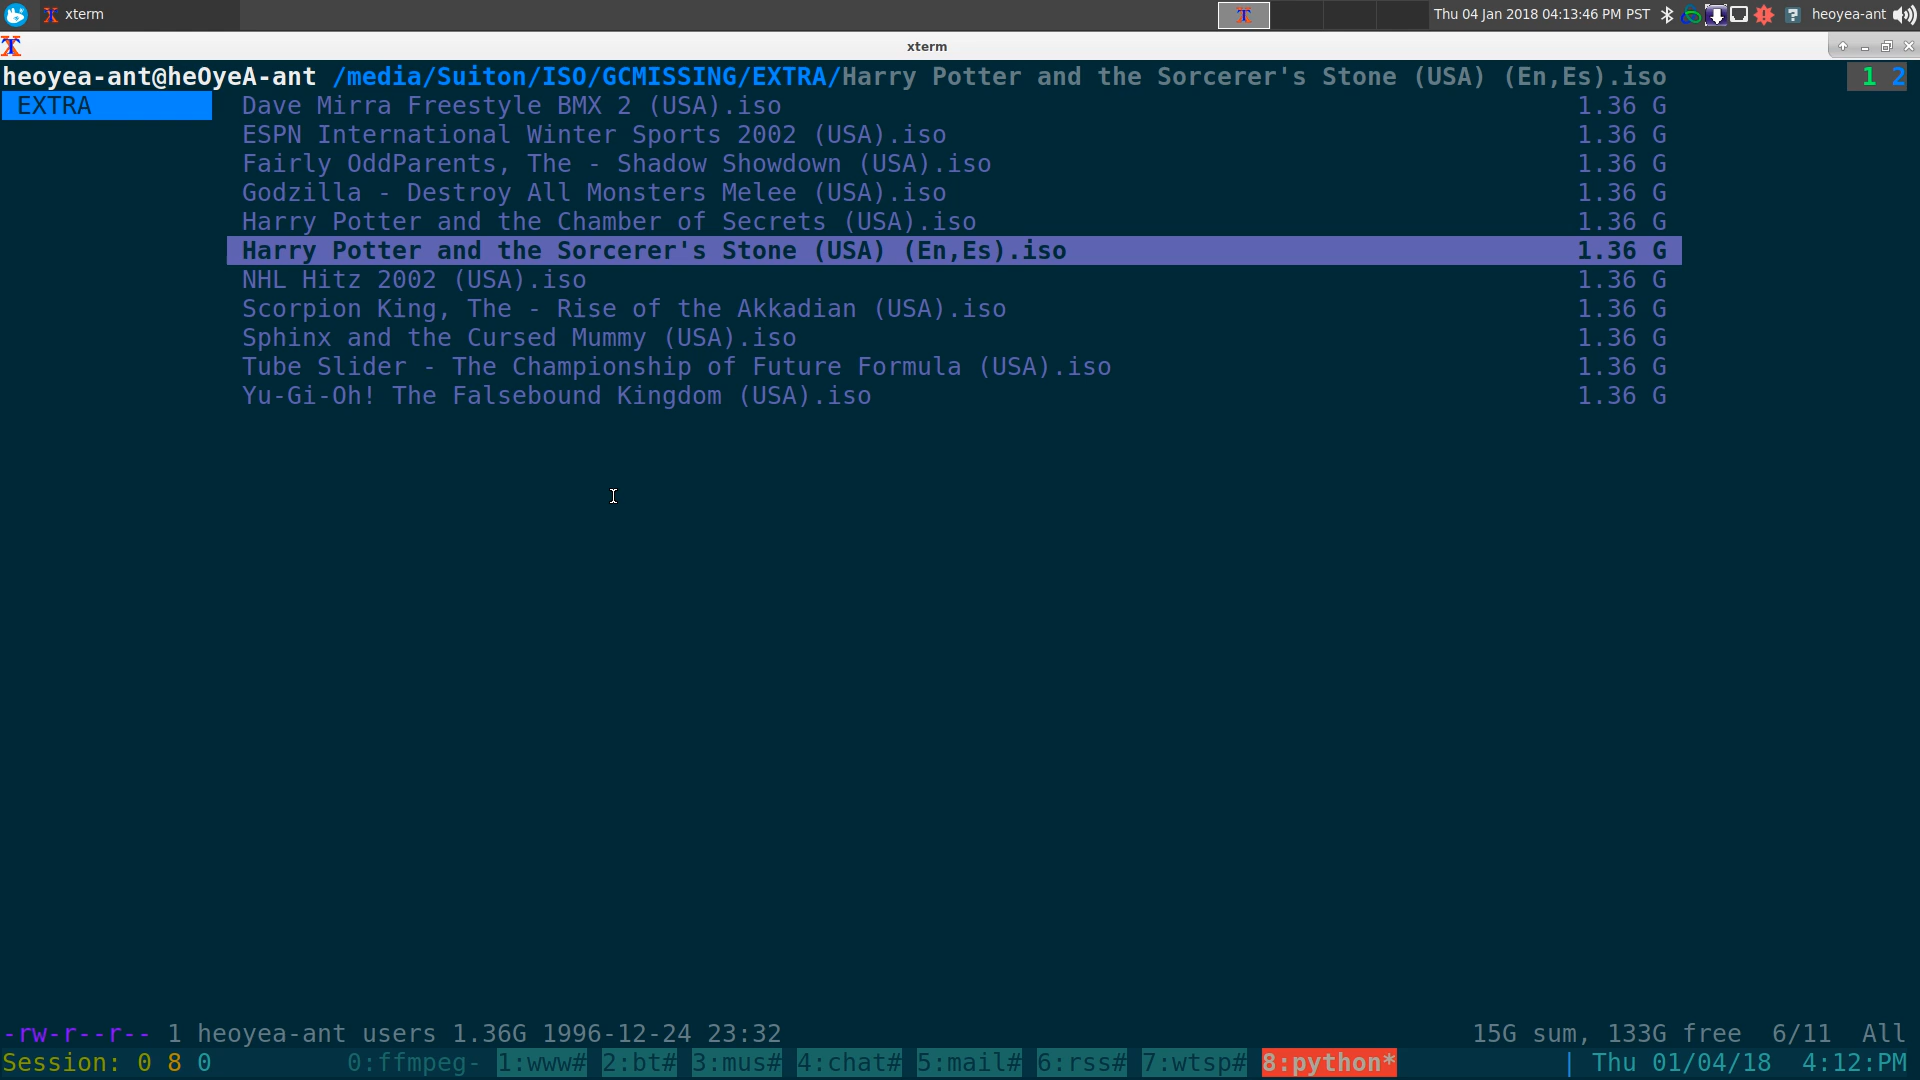 xterm
Thu 04 Jan 2018 04:13:46 PM PST
heoyea-ant
xterm
heoyea-ant@heOyeA-ant /media/Suiton/ISO/GCMISSING/EXTRA/Harry Potter and the Sorcerer's Stone (USA) (En,Es).iso 1 2
EXTRA
Dave Mirra Freestyle BMX 2 (USA).iso 1.36 G
ESPN International Winter Sports 2002 (USA).iso 1.36 G
Fairly OddParents, The - Shadow Showdown (USA).iso 1.36 G
Godzilla - Destroy All Monsters Melee (USA).iso 1.36 G
Harry Potter and the Chamber of Secrets (USA).iso 1.36 G
Harry Potter and the Sorcerer's Stone (USA) (En,Es).iso 1.36 G
NHL Hitz 2002 (USA).iso 1.36 G
Scorpion King, The - Rise of the Akkadian (USA).iso 1.36 G
Sphinx and the Cursed Mummy (USA).iso 1.36 G
Tube Slider - The Championship of Future Formula (USA).iso 1.36 G
Yu-Gi-Oh! The Falsebound Kingdom (USA).iso 1.36 G
-rw-r--r-- 1 heoyea-ant users 1.36G 1996-12-24 23:32 15G sum, 133G free 6/11 All
Session: 0 8 0 0:ffmpeg- 1:www# 2:bt# 3:mus# 4:chat# 5:mail# 6:rss# 7:wtsp# 8:python* | Thu 01/04/18 4:12:PM